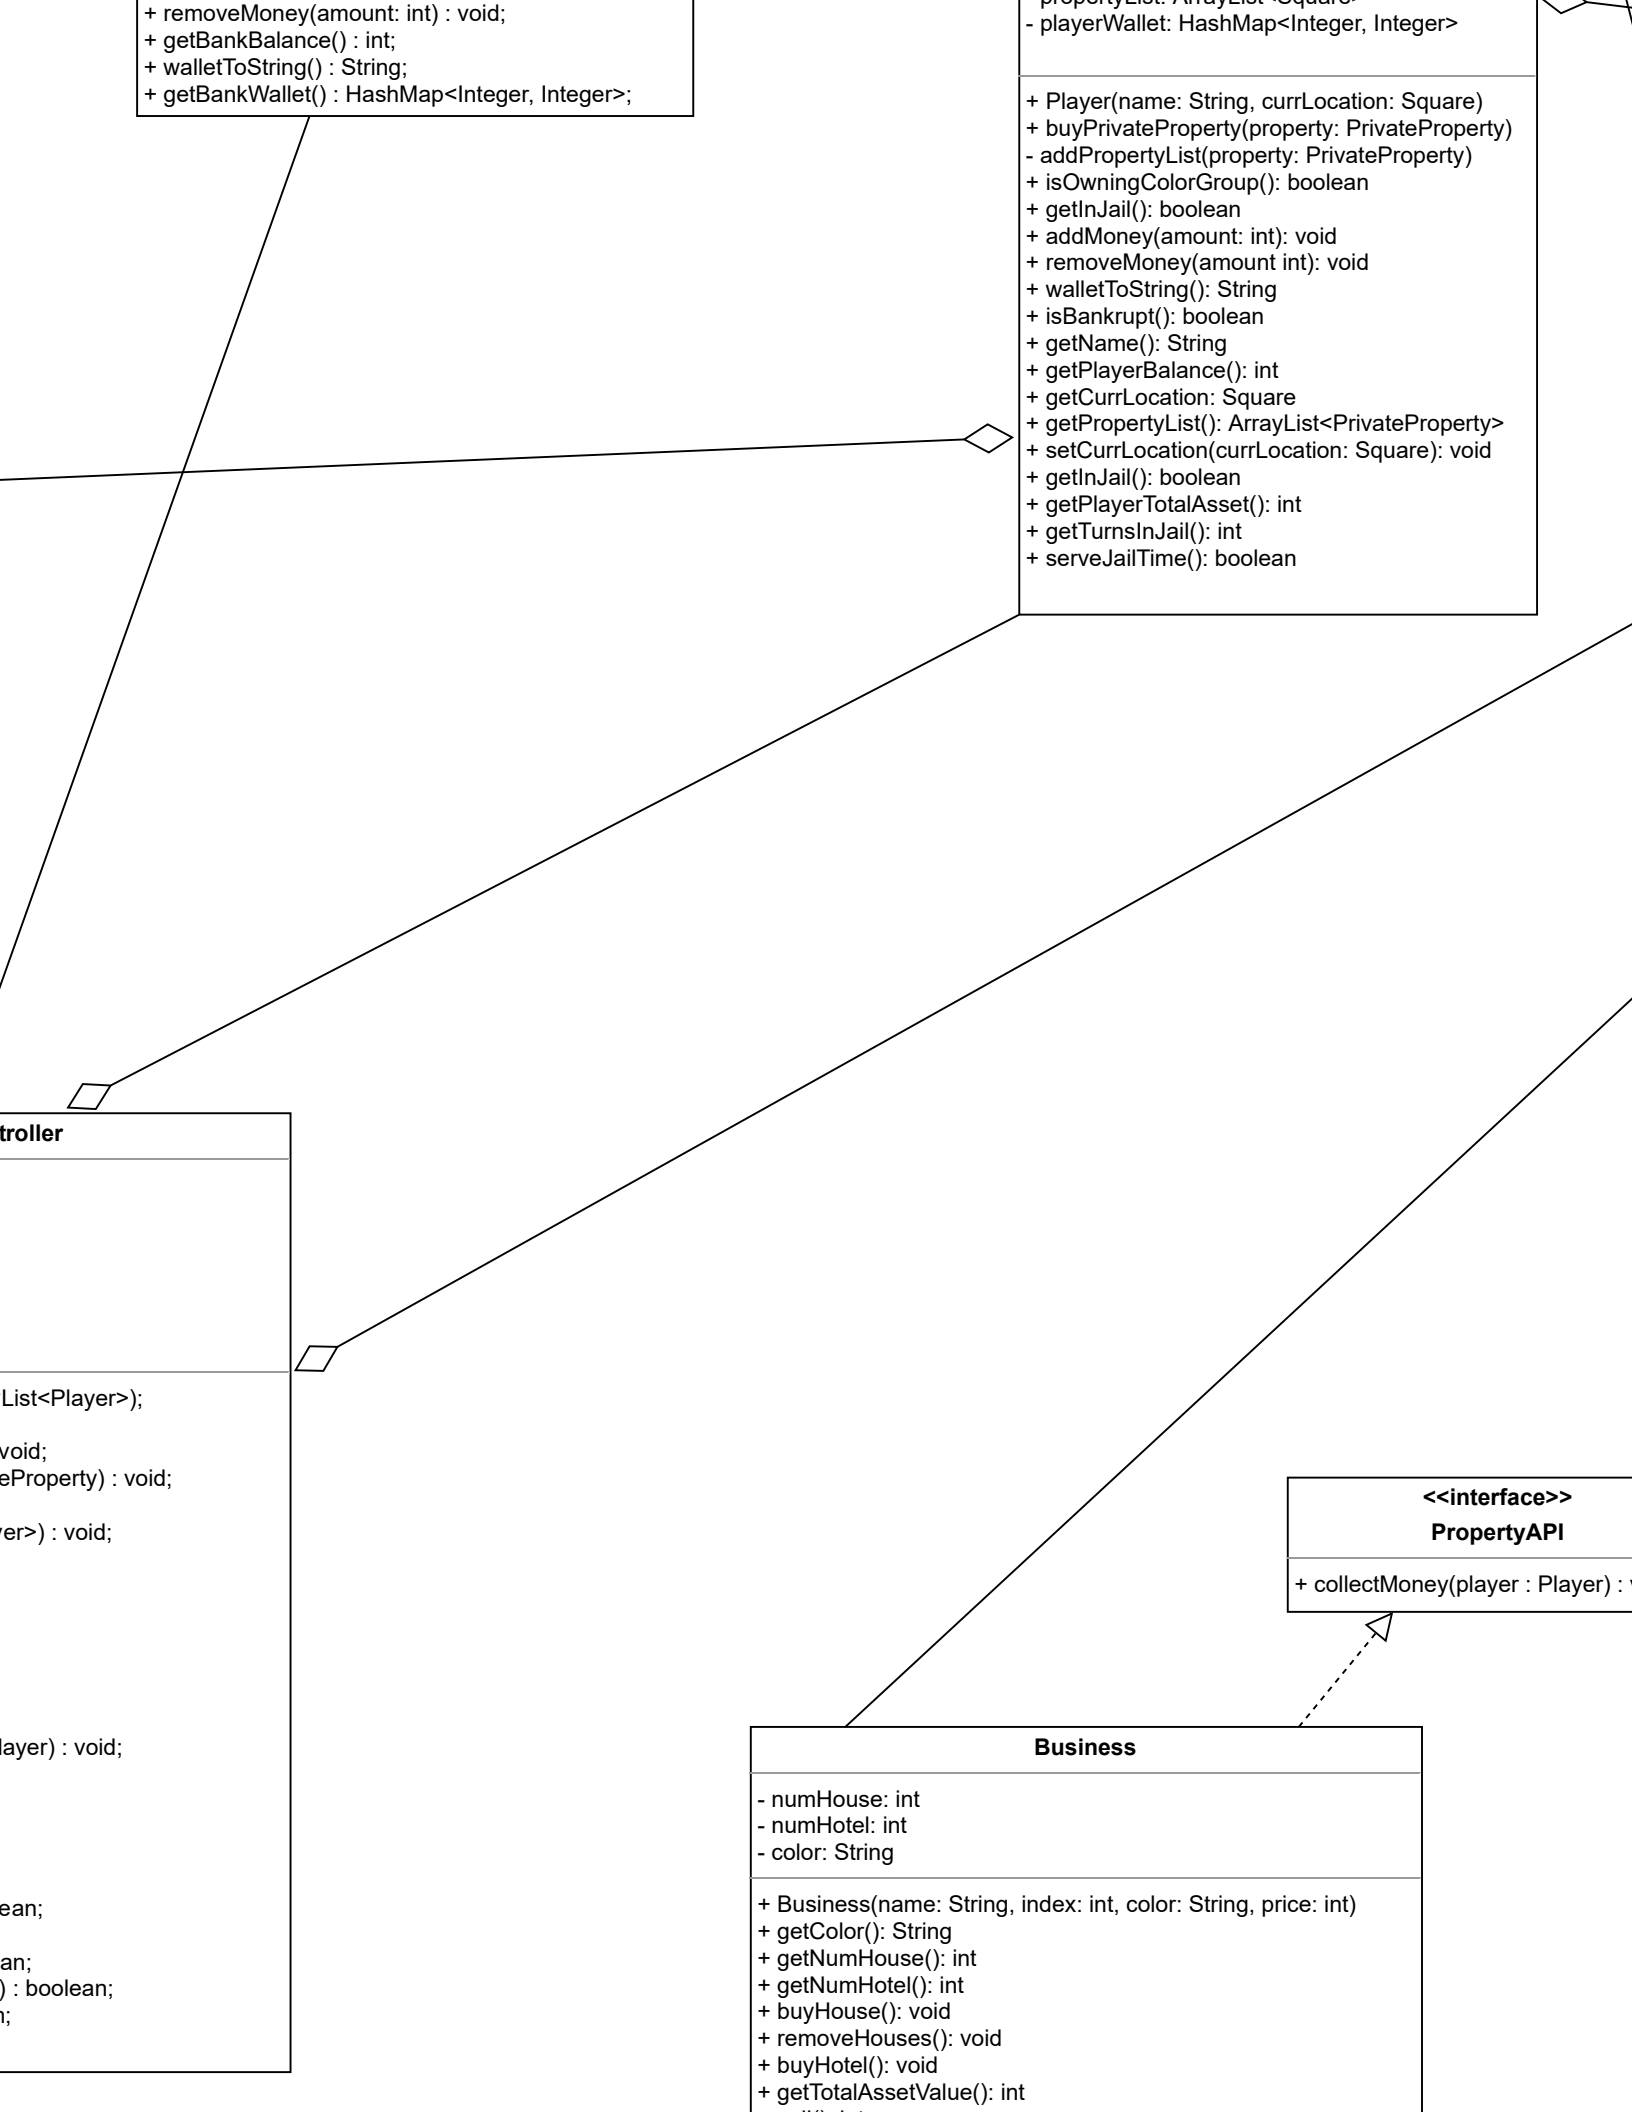 + removeMoney(amount: int) : void;
+ getBankBalance() : int;
+ walletToString() : String;
+ getBankWallet() : HashMap<Integer, Integer>;
- propertyList: ArrayList<Square>
- playerWallet: HashMap<Integer, Integer>
+ Player(name: String, currLocation: Square)
+ buyPrivateProperty(property: PrivateProperty)
- addPropertyList(property: PrivateProperty)
+ isOwningColorGroup(): boolean
+ getInJail(): boolean
+ addMoney(amount: int): void
+ removeMoney(amount int): void
+ walletToString(): String
+ isBankrupt(): boolean
+ getName(): String
+ getPlayerBalance(): int
+ getCurrLocation: Square
+ getPropertyList(): ArrayList<PrivateProperty>
+ setCurrLocation(currLocation: Square): void
+ getInJail(): boolean
+ getPlayerTotalAsset(): int
+ getTurnsInJail(): int
+ serveJailTime(): boolean
troller
List<Player>);
void;
eProperty) : void;
er>) : void;
layer) : void;
ean;
an;
) : boolean;
n;
<<interface>>
PropertyAPI
+ collectMoney(player : Player) :
Business
- numHouse: int
- numHotel: int
- color: String
+ Business(name: String, index: int, color: String, price: int)
+ getColor(): String
+ getNumHouse(): int
+ getNumHotel(): int
+ buyHouse(): void
+ removeHouses(): void
+ buyHotel(): void
+ getTotalAssetValue(): int